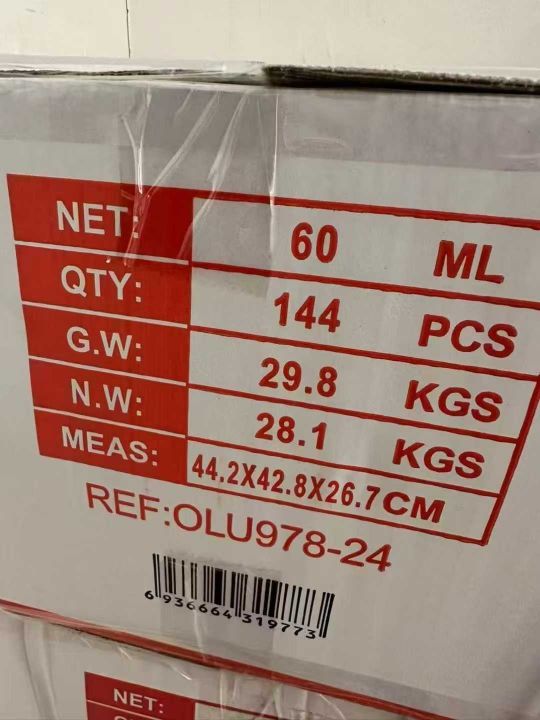 NET: 60 ML
QTY: 144 PCS
G.W: 29.8 KGS
N.W: 28.1 KGS
MEAS: 44.2X42.8X26.7CM
REF:OLU978-24
6 936664 319773
NET: